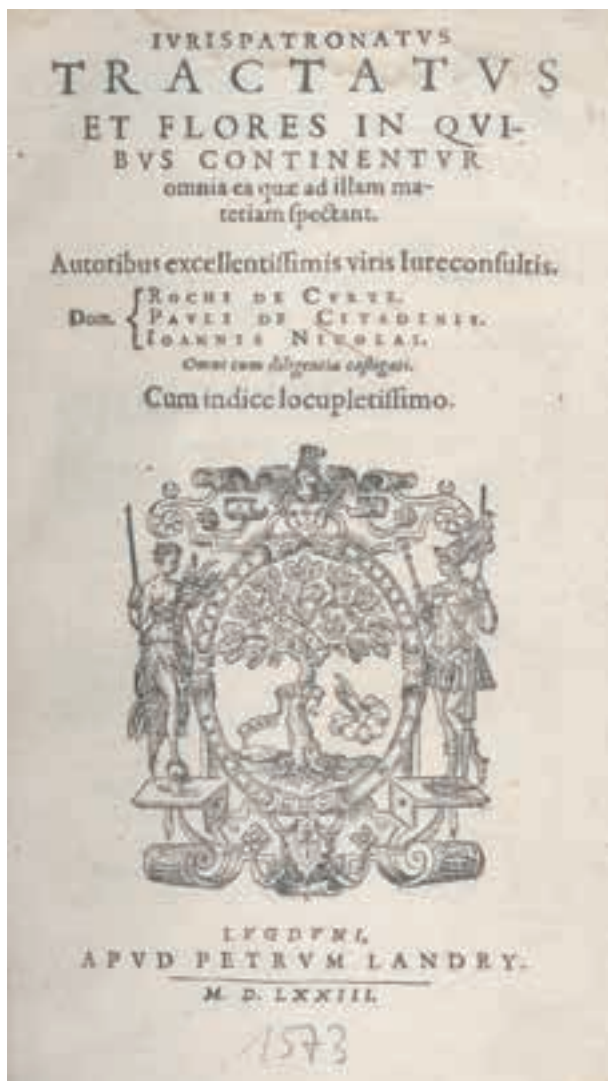 IVRISPATRONATVS
TRACTATVS
ET FLORES IN QVI-
BVS CONTINENTVR
omnia ea quæ ad illam ma-
teriam ſpectant.
Autoribus excellentiſſimis viris Iureconſultis.
Dom. ROCHI DE CVRTE.
PAVLI DE CITADINIS.
IOANNIS NICOLAI.
Omni cum diligentia caſtigati.
Cum indice locupletiſſimo.
LVGDVNI,
APVD PETRVM LANDRY.
M. D. LXXIII.
1573